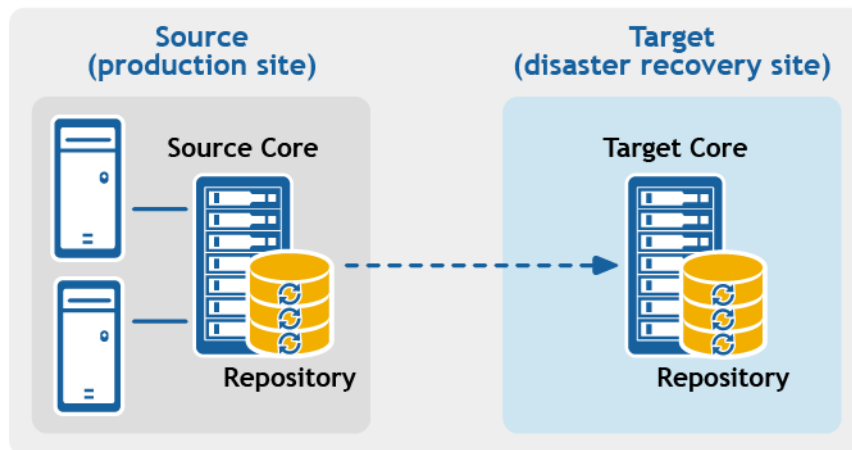 Source
(production site)
Target
(disaster recovery site)
Source Core
Target Core
Repository
Repository